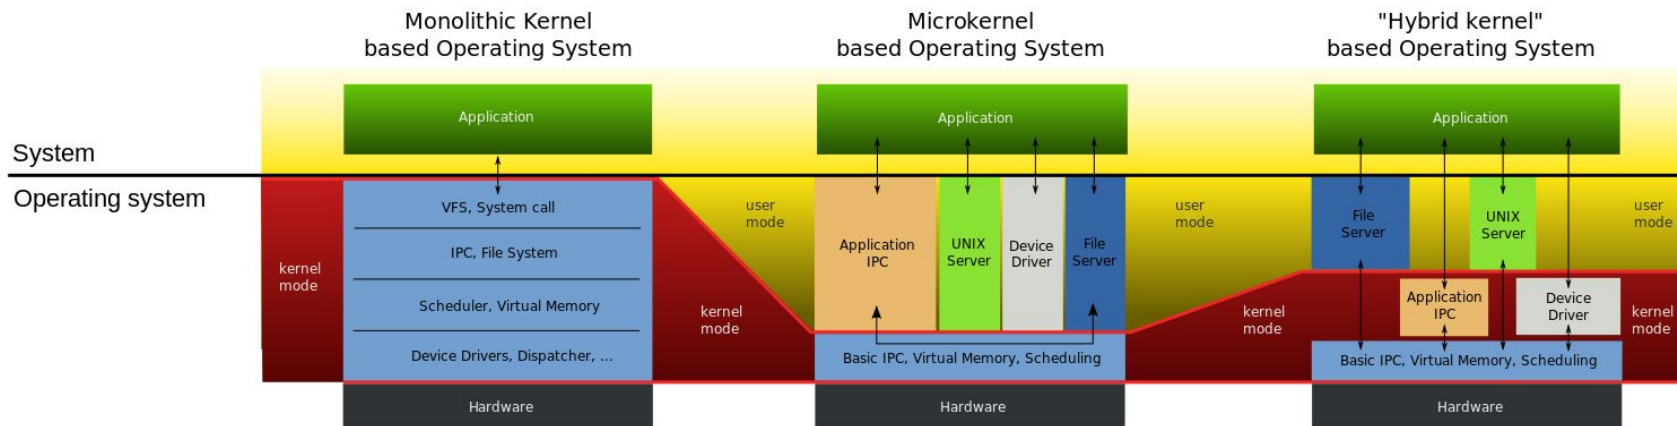 Monolithic Kernel
based Operating System
Microkernel
based Operating System
"Hybrid kernel"
based Operating System
Application
Application
Application
System
Operating system
kernel
mode
VFS, System call
IPC, File System
Scheduler, Virtual Memory
Device Drivers, Dispatcher, ...
Hardware
user
mode
kernel
mode
Application
IPC
UNIX
Server
Device
Driver
File
Server
Basic IPC, Virtual Memory, Scheduling
Hardware
user
mode
kernel
mode
File
Server
UNIX
Server
Application
IPC
Device
Driver
Basic IPC, Virtual Memory, Scheduling
Hardware
user
mode
kernel
mode